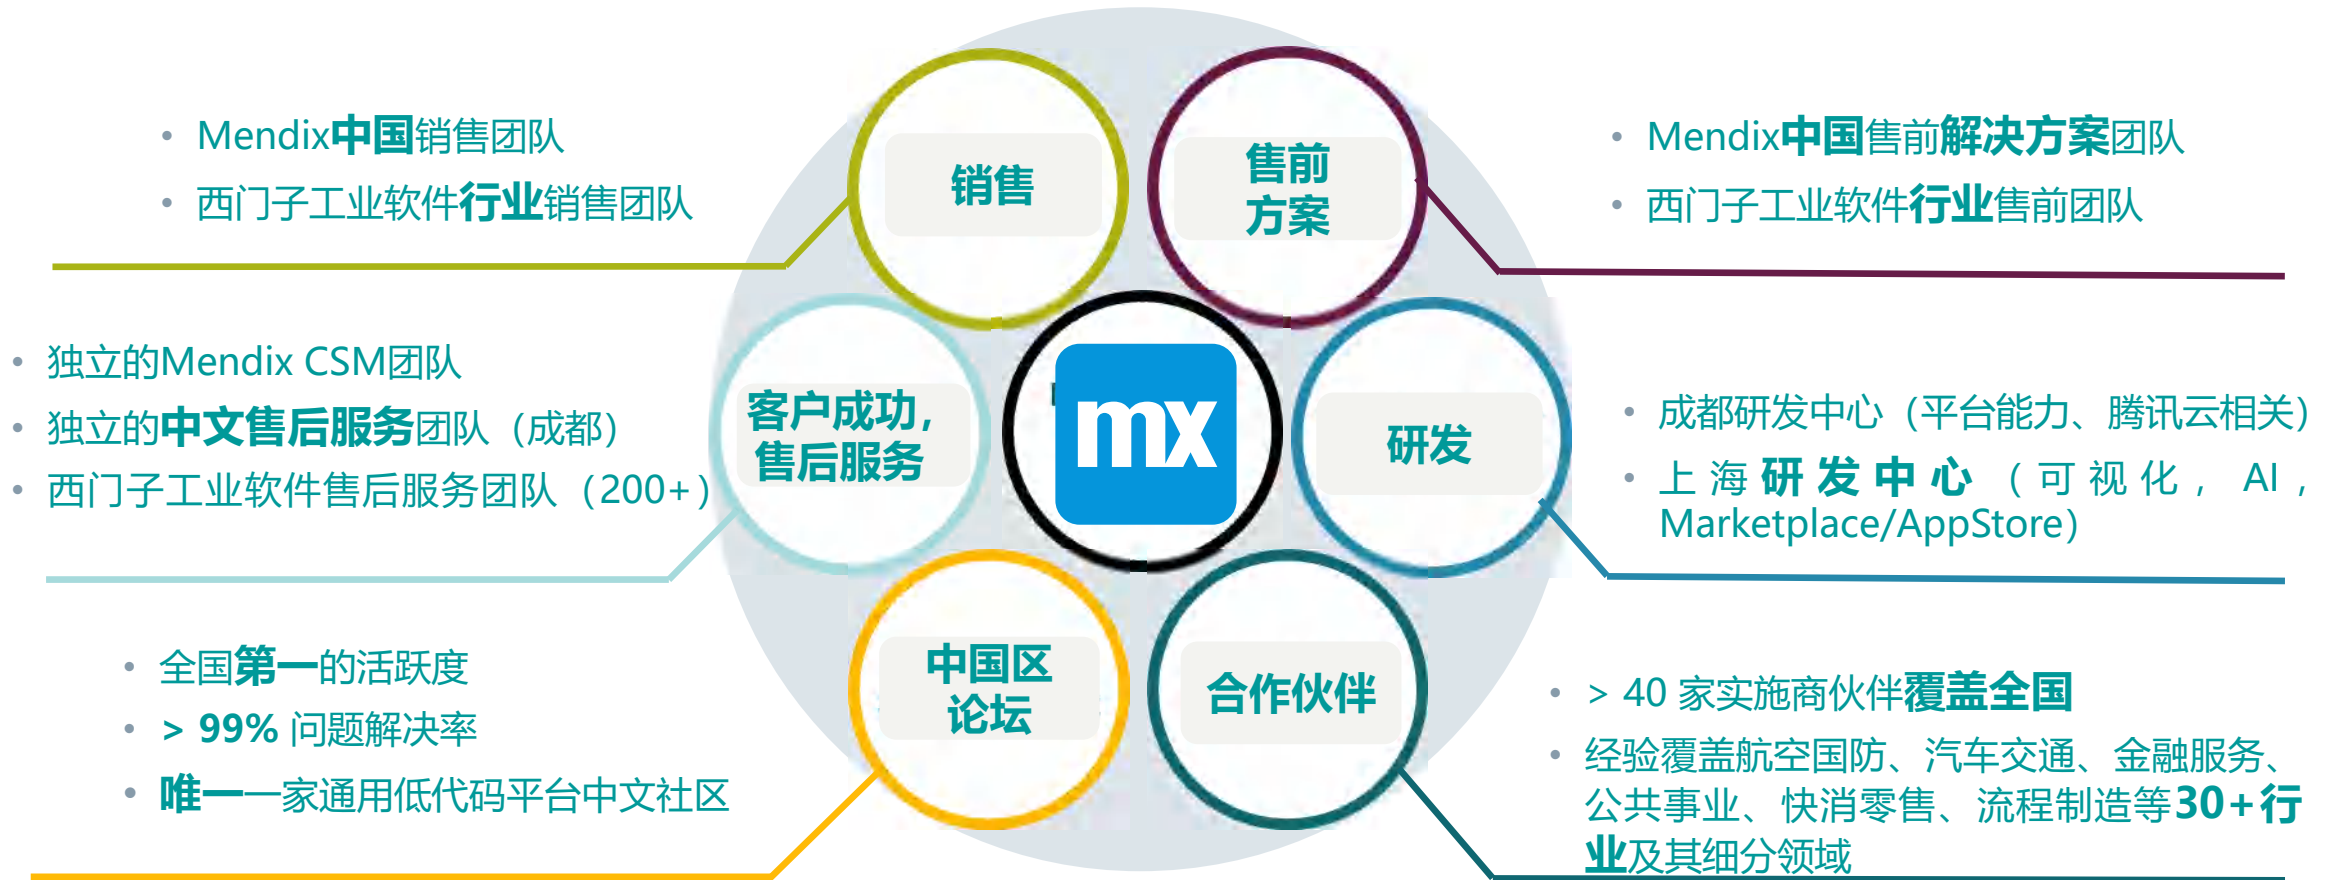 • Mendix中国销售团队
• 西门子工业软件行业销售团队
销售
售前
方案
• Mendix中国售前解决方案团队
• 西门子工业软件行业售前团队
• 独立的Mendix CSM团队
• 独立的中文售后服务团队（成都）
• 西门子工业软件售后服务团队（200+）
客户成功，
售后服务
mx
研发
• 成都研发中心（平台能力、腾讯云相关）
• 上海研发中心（可视化，AI，
Marketplace/AppStore）
• 全国第一的活跃度
• > 99% 问题解决率
• 唯一一家通用低代码平台中文社区
中国区
论坛
合作伙伴
• > 40 家实施商伙伴覆盖全国
• 经验覆盖航空国防、汽车交通、金融服务、
公共事业、快消零售、流程制造等30+行
业及其细分领域